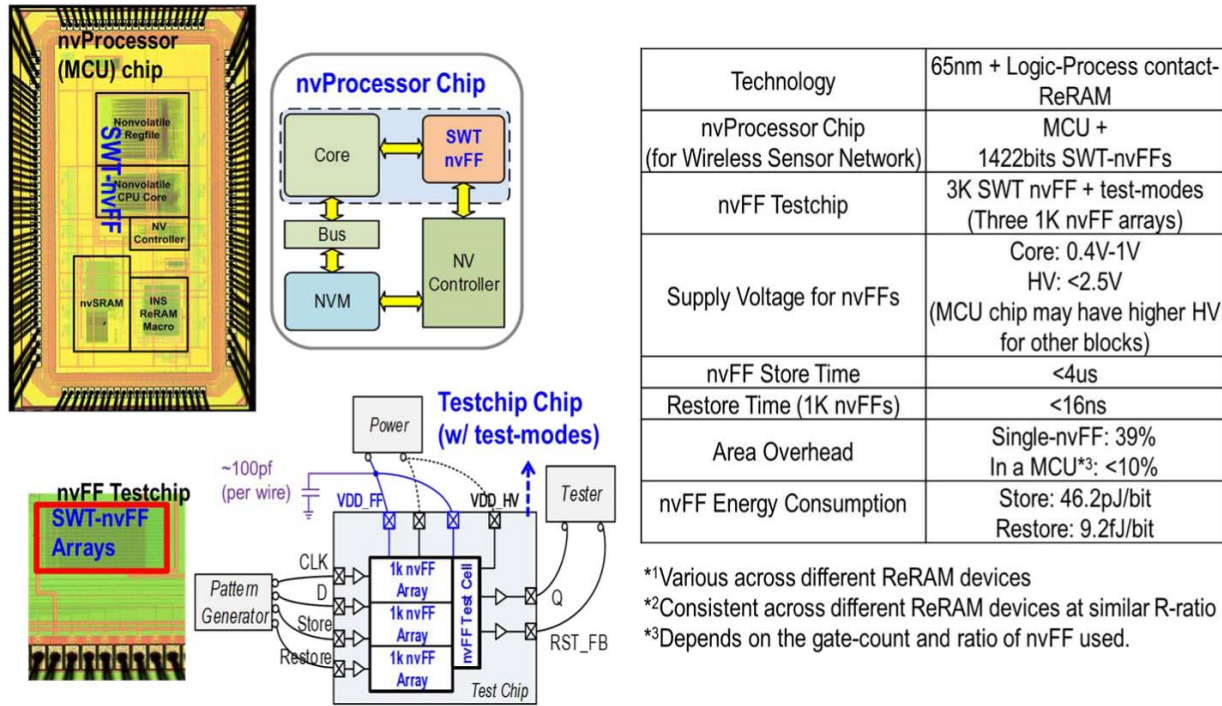 nvProcessor
(MCU) chip
Nonvolatile
Regfile
SWT-nvFF
Nonvolatile
CPU Core
NV
Controller
nvSRAM
INS
ReRAM
Macro
nvProcessor Chip
Core
SWT
nvFF
Bus
NVM
NV
Controller
nvFF Testchip
SWT-nvFF
Arrays
Testchip Chip
(w/ test-modes)
Power
~100pf
(per wire)
VDD_FF
VDD_HV
Tester
Pattern
Generator
CLK
D
Store
Restore
1k nvFF
Array
1k nvFF
Array
1k nvFF
Array
nvFF Test Cell
Q
RST_FB
Test Chip
Technology
65nm + Logic-Process contact-
ReRAM
nvProcessor Chip
(for Wireless Sensor Network)
MCU +
1422bits SWT-nvFFs
nvFF Testchip
3K SWT nvFF + test-modes
(Three 1K nvFF arrays)
Supply Voltage for nvFFs
Core: 0.4V-1V
HV: <2.5V
(MCU chip may have higher HV
for other blocks)
nvFF Store Time
<4us
Restore Time (1K nvFFs)
<16ns
Area Overhead
Single-nvFF: 39%
In a MCU*3: <10%
nvFF Energy Consumption
Store: 46.2pJ/bit
Restore: 9.2fJ/bit
*1Various across different ReRAM devices
*2Consistent across different ReRAM devices at similar R-ratio
*3Depends on the gate-count and ratio of nvFF used.